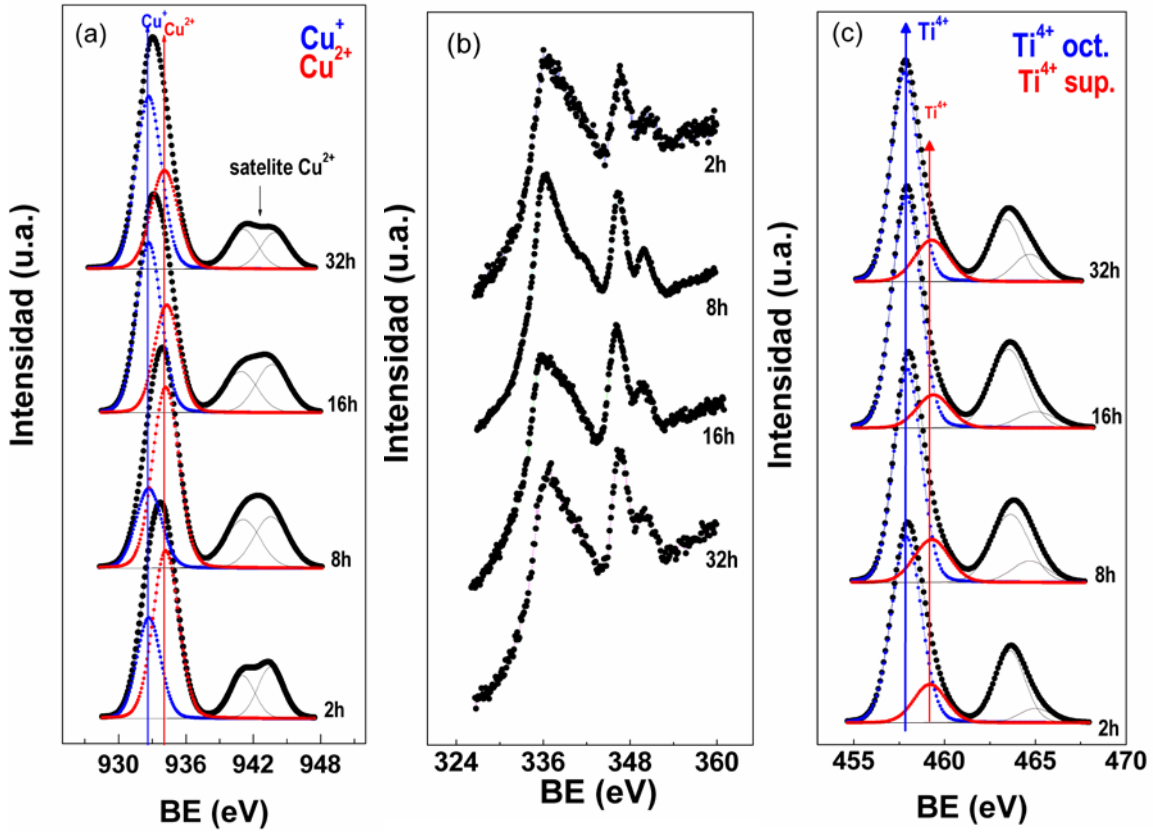 (a)
Cu⁺
Cu²⁺
Cu⁺
Cu²⁺
satelite Cu²⁺
32h
16h
8h
2h
Intensidad (u.a.)
930 936 942 948
BE (eV)
(b)
2h
8h
16h
32h
Intensidad (u.a.)
324 336 348 360
BE (eV)
(c)
Ti⁴⁺
Ti⁴⁺ oct.
Ti⁴⁺ sup.
Ti⁴⁺
32h
16h
8h
2h
Intensidad (u.a.)
455 460 465 470
BE (eV)